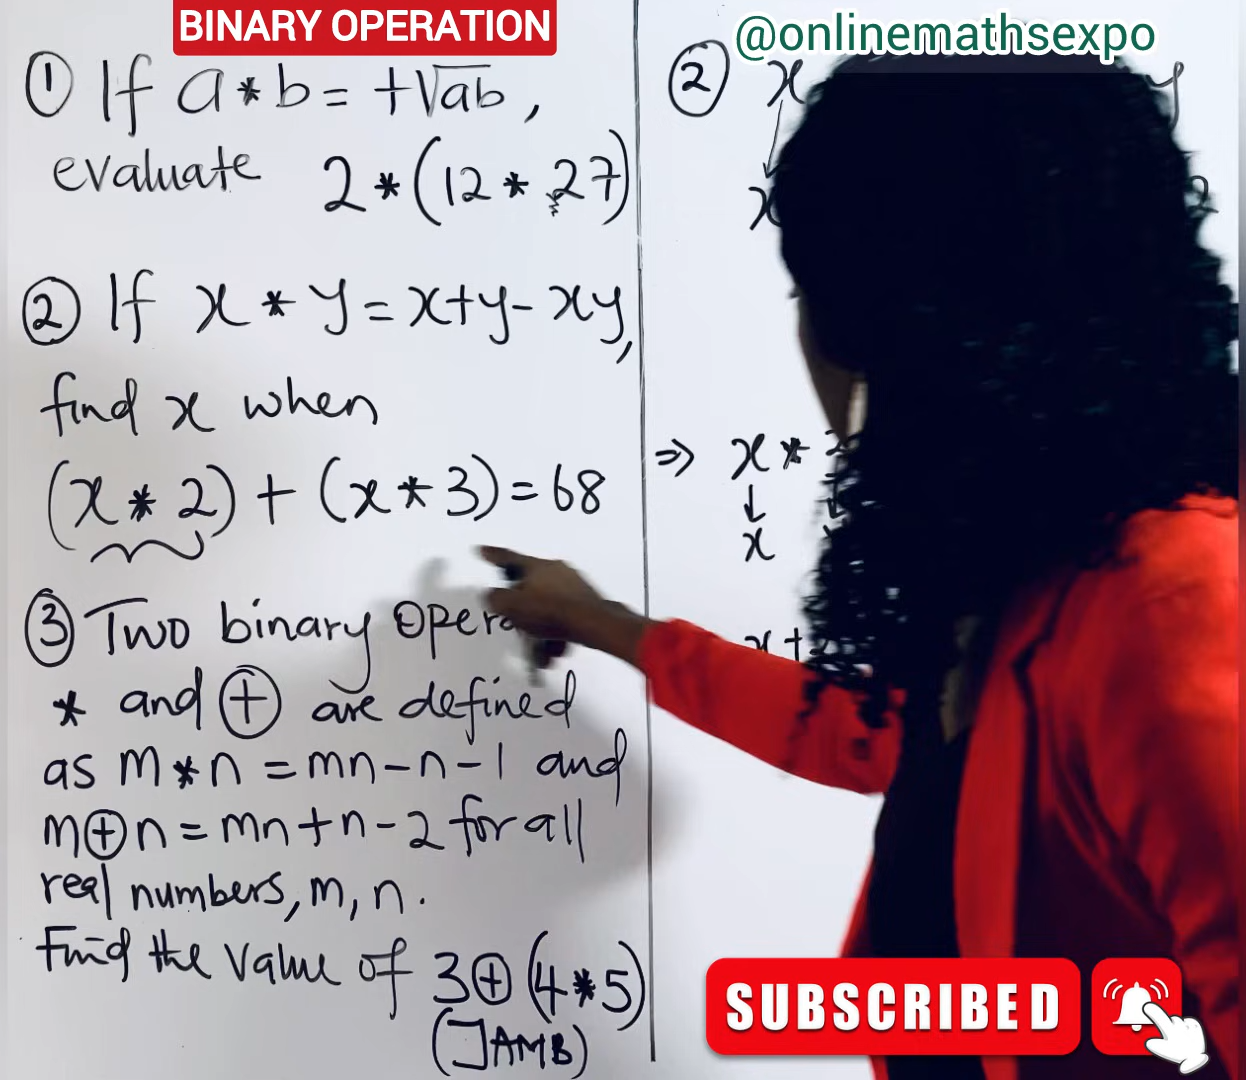 BINARY OPERATION
@onlinemathsexpo
① If a * b = +√ab,
evaluate 2 * (12 * 27)
② If x * y = x+y - xy,
find x when
(x * 2) + (x * 3) = 68
③ Two binary
* and ⊕ are defined
as m * n = mn - n - 1 and
m ⊕ n = mn + n - 2 for all
real numbers, m, n.
Find the value of 3 ⊕ (4 * 5)
(JAMB)
② x y
x 2
⇒ x *
↓ ↓
x
x +
SUBSCRIBED